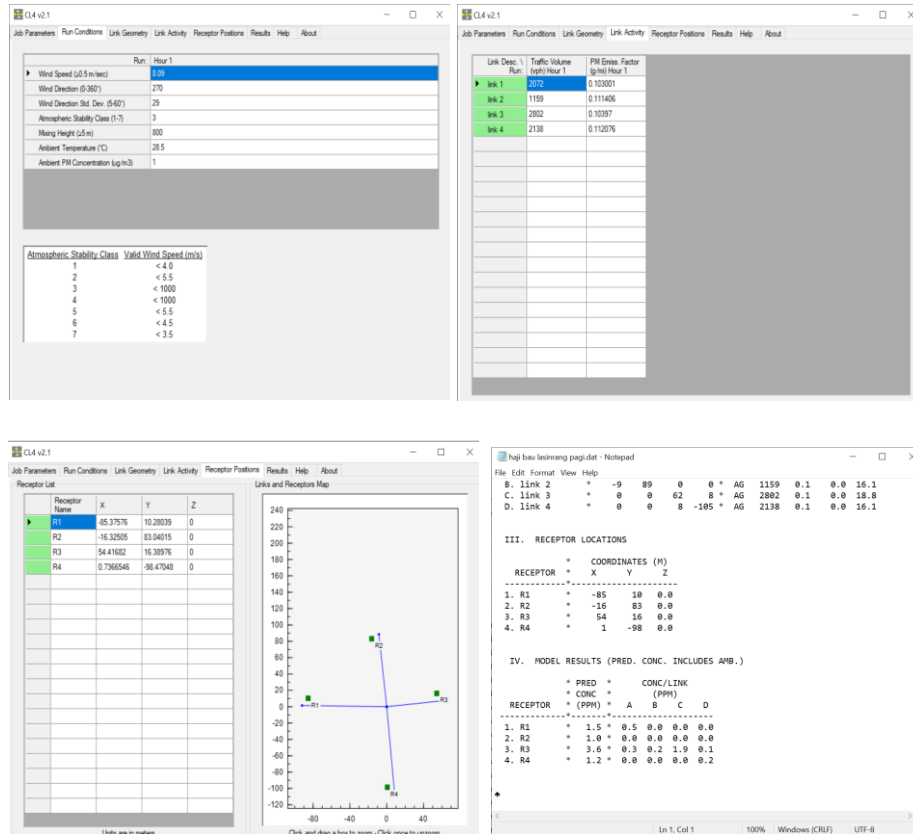 CL4 v2.1
Job Parameters Run Conditions Link Geometry Link Activity Receptor Positions Results Help About
Run: Hour 1
Wind Speed (≥0.5 m/sec) 8.09
Wind Direction (0-360°) 270
Wind Direction Std. Dev. (5-60°) 29
Atmospheric Stability Class (1-7) 3
Mixing Height (≥5 m) 800
Ambient Temperature (°C) 28.5
Ambient PM Concentration (ug/m3) 1
Atmospheric Stability Class Valid Wind Speed (m/s)
1 < 4.0
2 < 5.5
3 < 1000
4 < 1000
5 < 5.5
6 < 4.5
7 < 3.5
CL4 v2.1
Job Parameters Run Conditions Link Geometry Link Activity Receptor Positions Results Help About
Link Desc. \ Traffic Volume PM Emiss. Factor
Run: (vph) Hour 1 (g/mi) Hour 1
link 1 2072 0.103001
link 2 1159 0.111406
link 3 2802 0.10397
link 4 2138 0.112076
CL4 v2.1
Job Parameters Run Conditions Link Geometry Link Activity Receptor Positions Results Help About
Receptor List
Receptor Name X Y Z
R1 -85.37576 10.28039 0
R2 -16.32505 83.04015 0
R3 54.41682 16.38976 0
R4 0.7366546 -98.47048 0
Units are in meters
Links and Receptors Map
240
220
200
180
160
140
120
100
80
60
40
20
0
-20
-40
-60
-80
-100
-120
R1
R2
R3
R4
-80 -40 0 40
Click and drag a box to zoom - Click once to unzoom
haji bau lasinrang pagi.dat - Notepad
File Edit Format View Help
B. link 2 * -9 89 0 0 * AG 1159 0.1 0.0 16.1
C. link 3 * 0 0 62 8 * AG 2802 0.1 0.0 18.8
D. link 4 * 0 0 8 -105 * AG 2138 0.1 0.0 16.1
III. RECEPTOR LOCATIONS
* COORDINATES (M)
RECEPTOR * X Y Z
------------*---------------------
1. R1 * -85 10 0.0
2. R2 * -16 83 0.0
3. R3 * 54 16 0.0
4. R4 * 1 -98 0.0
IV. MODEL RESULTS (PRED. CONC. INCLUDES AMB.)
* PRED * CONC/LINK
* CONC * (PPM)
RECEPTOR * (PPM) * A B C D
------------*-------*--------------------
1. R1 * 1.5 * 0.5 0.0 0.0 0.0
2. R2 * 1.0 * 0.0 0.0 0.0 0.0
3. R3 * 3.6 * 0.3 0.2 1.9 0.1
4. R4 * 1.2 * 0.0 0.0 0.0 0.2
Ln 1, Col 1 100% Windows (CRLF) UTF-8